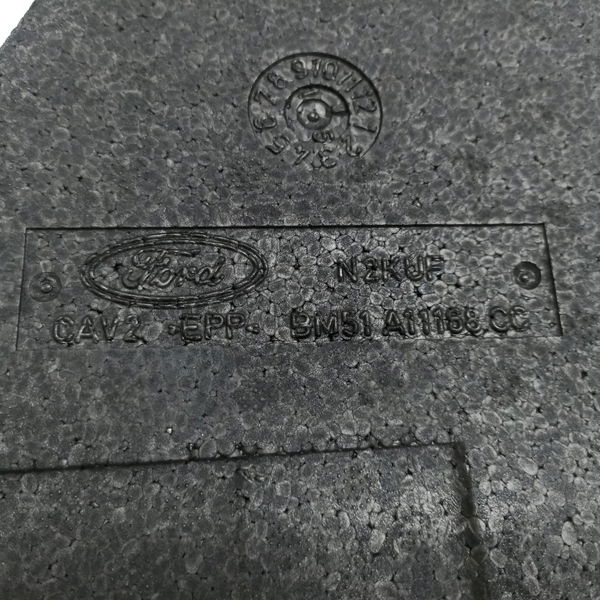 Ford N2KUF
CAV2 >EPP< BM51 A11168 CC